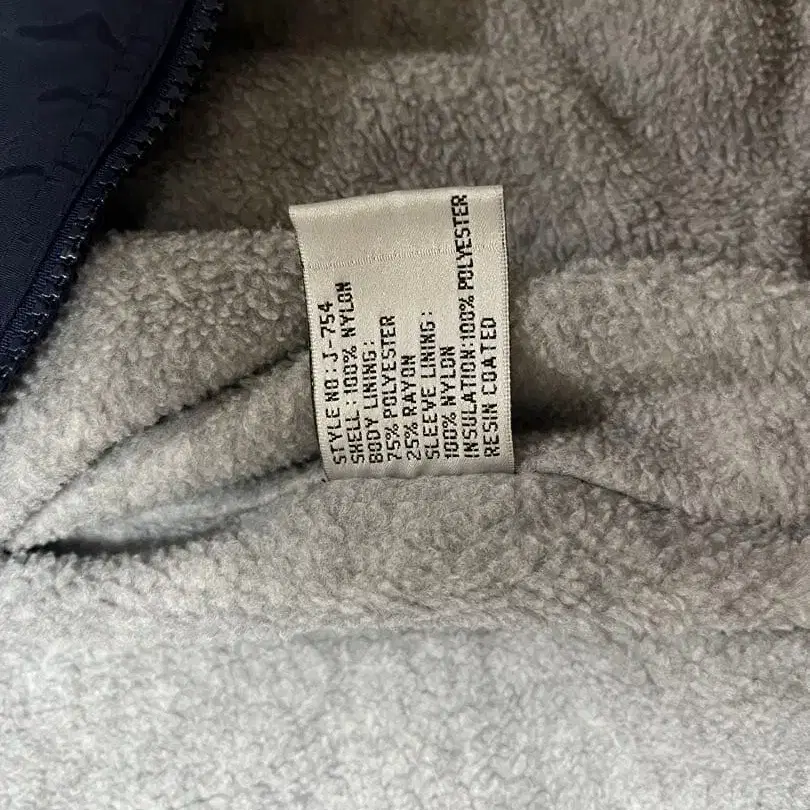 STYLE NO:J-754
SHELL:100% NYLON
BODY LINING:
75% POLYESTER
25% RAYON
SLEEVE LINING:
100% NYLON
INSULATION:100% POLYESTER
RESIN COATED